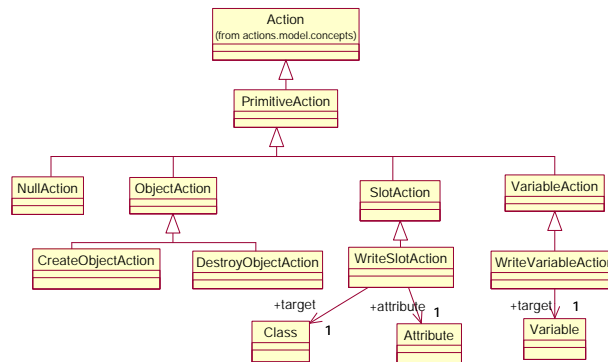 Action
(from actions.model.concepts)
PrimitiveAction
NullAction
ObjectAction
SlotAction
VariableAction
CreateObjectAction
DestroyObjectAction
WriteSlotAction
WriteVariableAction
+target
+attribute
+target
1
1
1
Class
Attribute
Variable